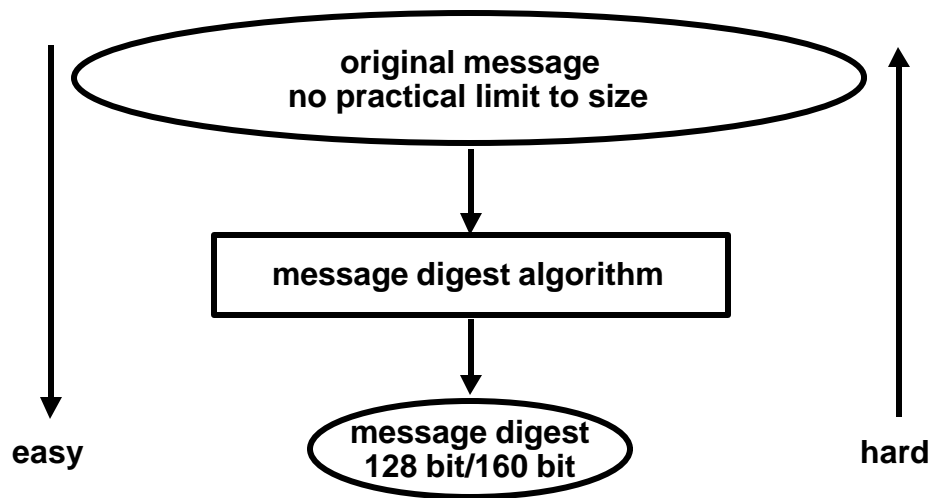 original message
no practical limit to size
message digest algorithm
easy
message digest
128 bit/160 bit
hard